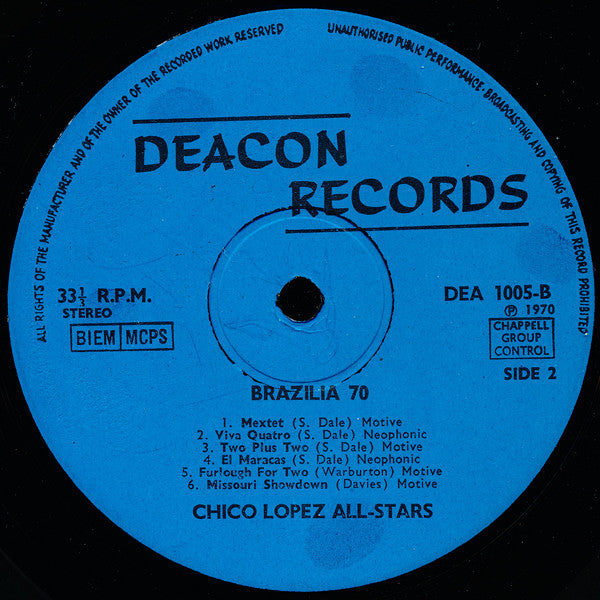 ALL RIGHTS OF THE MANUFACTURER AND OF THE OWNER OF THE RECORDED WORK RESERVED
UNAUTHORISED PUBLIC PERFORMANCE · BROADCASTING AND COPYING OF THIS RECORD PROHIBITED
DEACON
RECORDS
33⅓ R.P.M.
STEREO
BIEM MCPS
DEA 1005-B
℗ 1970
CHAPPELL
GROUP
CONTROL
SIDE 2
BRAZILIA 70
1. Mextet (S. Dale) Motive
2. Viva Quatro (S. Dale) Neophonic
3. Two Plus Two (S. Dale) Motive
4. El Maracas (S. Dale) Neophonic
5. Furlough For Two (Warburton) Motive
6. Missouri Showdown (Davies) Motive
CHICO LOPEZ ALL-STARS